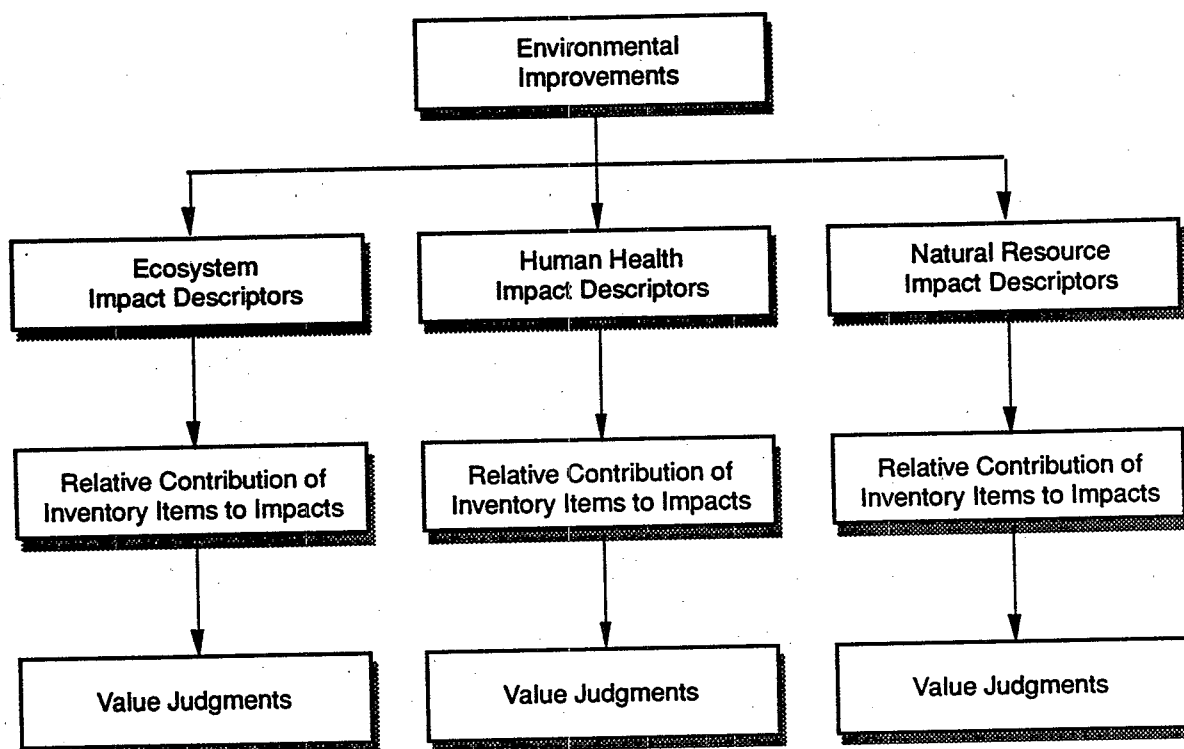 Environmental
Improvements
Ecosystem
Impact Descriptors
Human Health
Impact Descriptors
Natural Resource
Impact Descriptors
Relative Contribution of
Inventory Items to Impacts
Relative Contribution of
Inventory Items to Impacts
Relative Contribution of
Inventory Items to Impacts
Value Judgments
Value Judgments
Value Judgments